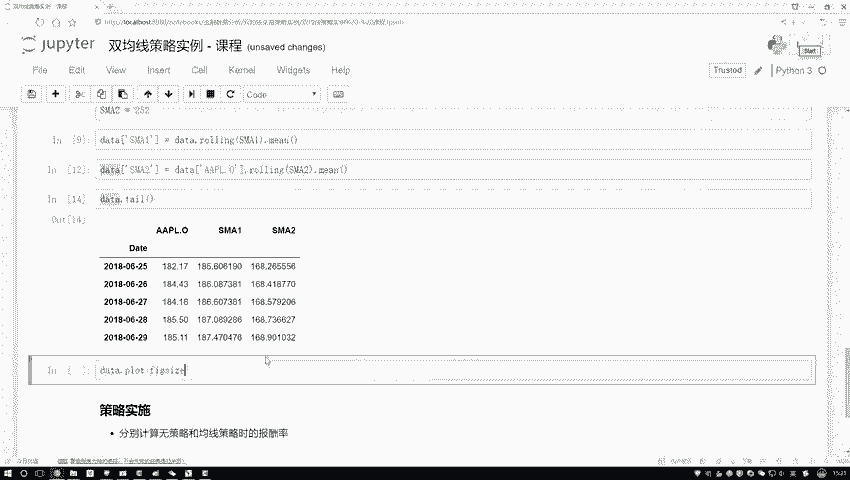 jupyter 双均线策略实例 - 课程 (unsaved changes)
File Edit View Insert Cell Kernel Widgets Help
Trusted Python 3
Code
Start
SMA2 = 252
In [9]: data['SMA1'] = data.rolling(SMA1).mean()
In [12]: data['SMA2'] = data['AAPL.O'].rolling(SMA2).mean()
In [14]: data.tail()
Out[14]:
AAPL.O SMA1 SMA2
Date
2018-06-25 182.17 185.606190 168.265556
2018-06-26 184.43 186.087381 168.418770
2018-06-27 184.16 186.607381 168.579206
2018-06-28 185.50 187.089286 168.736627
2018-06-29 185.11 187.470476 168.901032
In [ ]: data.plot figsize
策略实施
分别计算无策略和均线策略时的报酬率
15:21